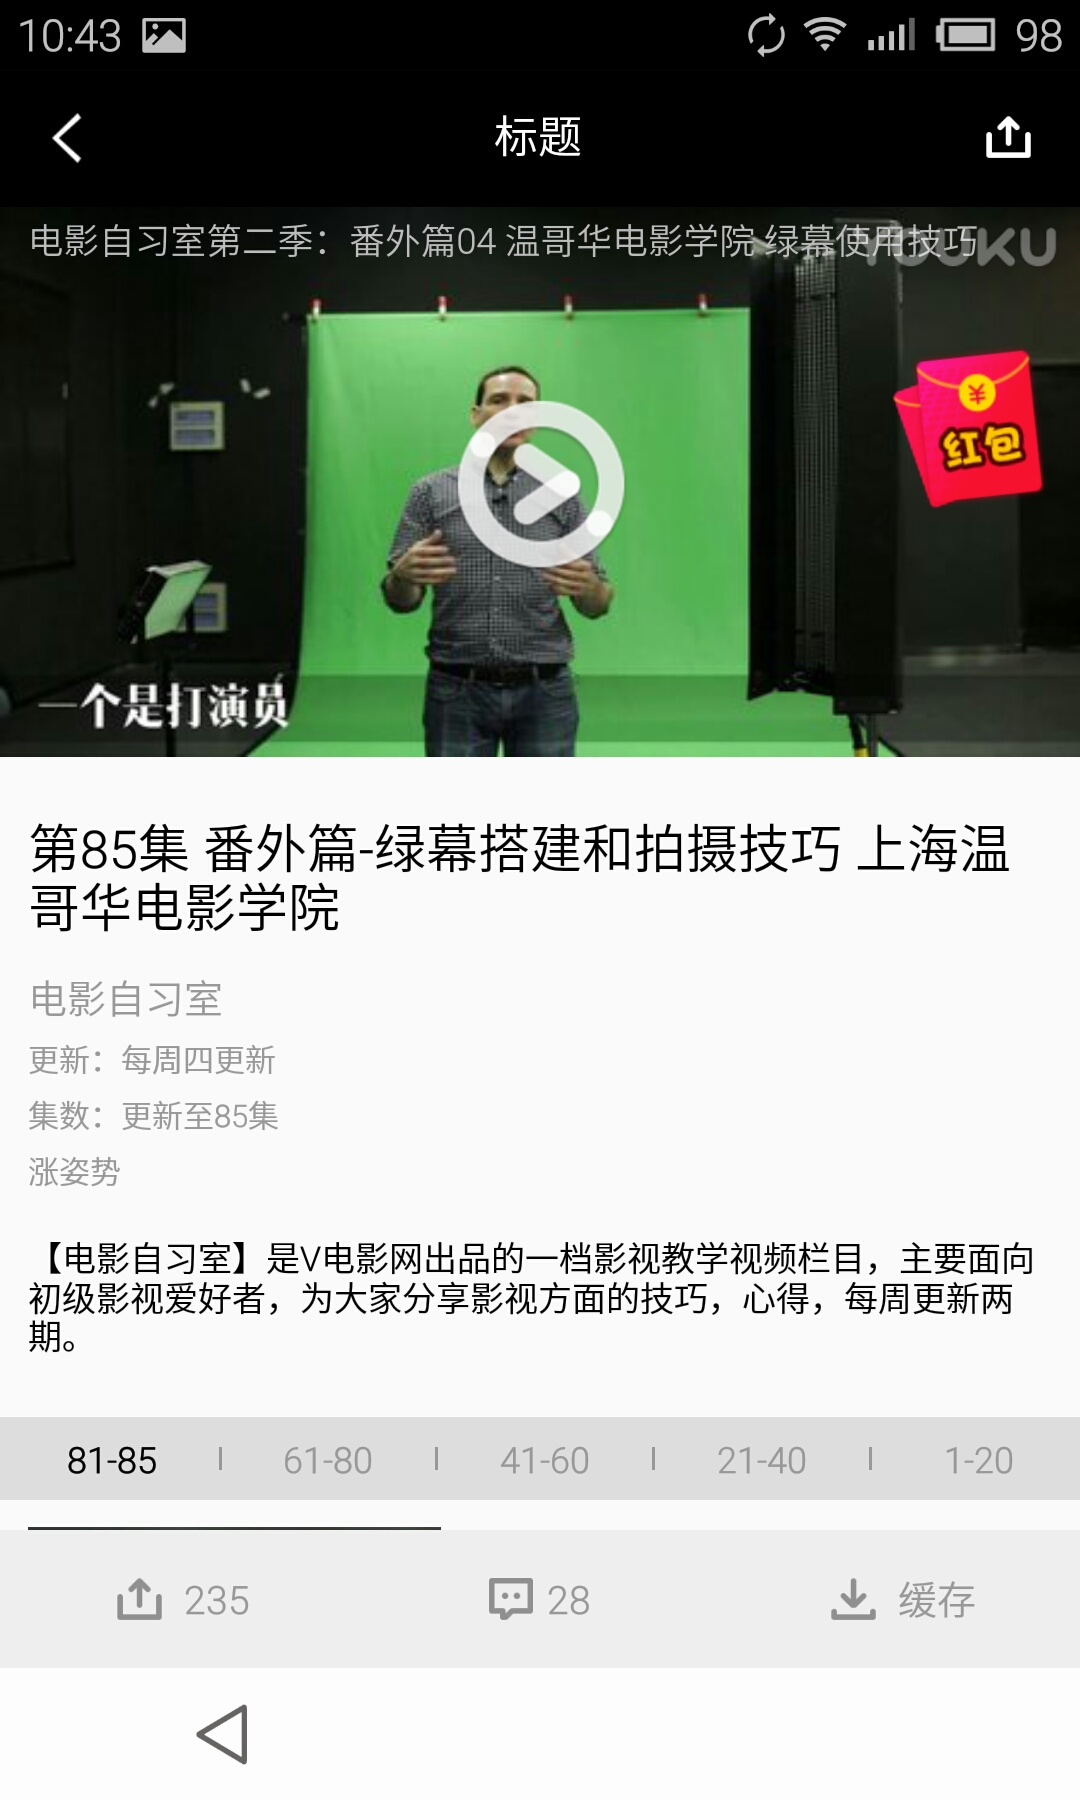 10:43
98
标题
电影自习室第二季：番外篇04 温哥华电影学院 绿幕使用技巧
YOUKU
¥
红包
一个是打演员
第85集 番外篇-绿幕搭建和拍摄技巧 上海温
哥华电影学院
电影自习室
更新：每周四更新
集数：更新至85集
涨姿势
【电影自习室】是V电影网出品的一档影视教学视频栏目，主要面向
初级影视爱好者，为大家分享影视方面的技巧，心得，每周更新两
期。
81-85 | 61-80 | 41-60 | 21-40 | 1-20
235 28 缓存